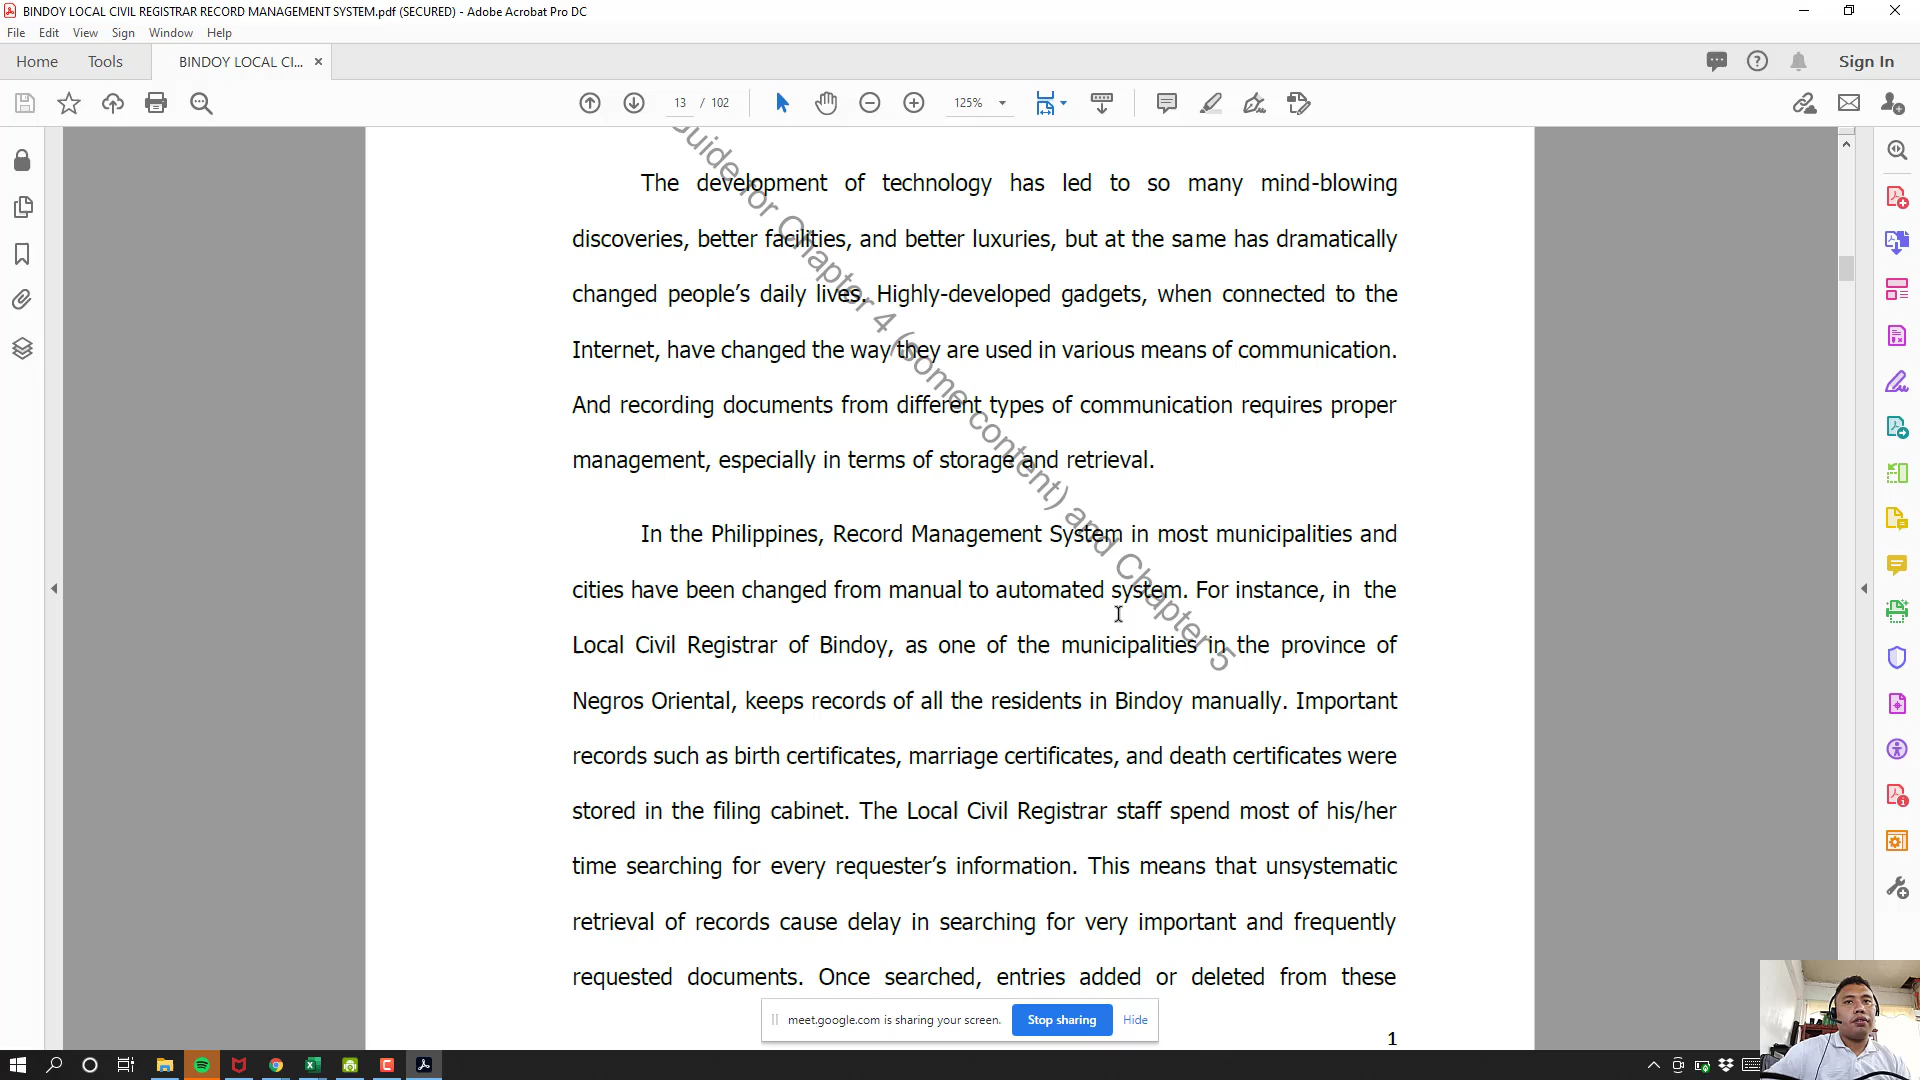 BINDOY LOCAL CIVIL REGISTRAR RECORD MANAGEMENT SYSTEM.pdf (SECURED) - Adobe Acrobat Pro DC
File Edit View Sign Window Help
Home Tools BINDOY LOCAL CI... × Sign In
13 / 102 125%
The development of technology has led to so many mind-blowing
discoveries, better facilities, and better luxuries, but at the same has dramatically
changed people's daily lives. Highly-developed gadgets, when connected to the
Internet, have changed the way they are used in various means of communication.
And recording documents from different types of communication requires proper
management, especially in terms of storage and retrieval.
In the Philippines, Record Management System in most municipalities and
cities have been changed from manual to automated system. For instance, in the
Local Civil Registrar of Bindoy, as one of the municipalities in the province of
Negros Oriental, keeps records of all the residents in Bindoy manually. Important
records such as birth certificates, marriage certificates, and death certificates were
stored in the filing cabinet. The Local Civil Registrar staff spend most of his/her
time searching for every requester's information. This means that unsystematic
retrieval of records cause delay in searching for very important and frequently
requested documents. Once searched, entries added or deleted from these
1
Guide for Chapter 4 (some content) and Chapter 5
meet.google.com is sharing your screen. Stop sharing Hide